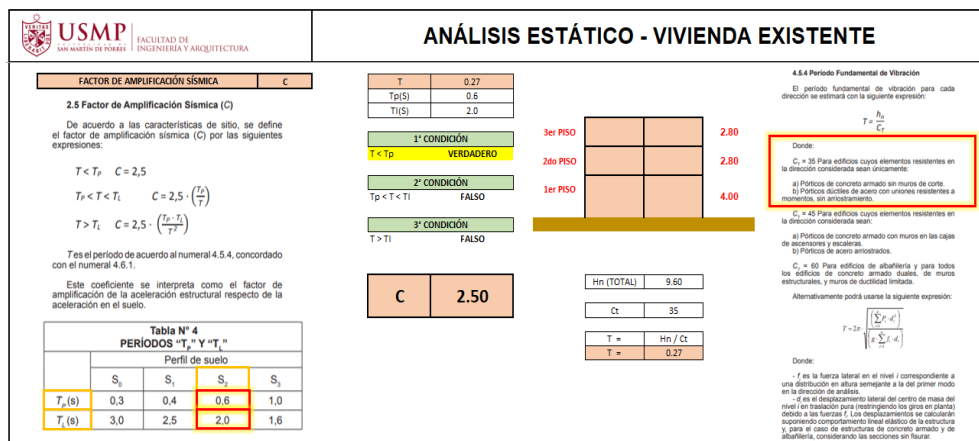 USMP
UNIVERSIDAD DE
SAN MARTIN DE PORRES
FACULTAD DE
INGENIERÍA Y ARQUITECTURA
ANÁLISIS ESTÁTICO - VIVIENDA EXISTENTE
FACTOR DE AMPLIFICACIÓN SÍSMICA C
2.5 Factor de Amplificación Sísmica (C)
De acuerdo a las características de sitio, se define
el factor de amplificación sísmica (C) por las siguientes
expresiones:
T < TP C = 2,5
TP < T < TL C = 2,5 · (TP/T)
T > TL C = 2,5 · (TP · TL/T²)
T es el período de acuerdo al numeral 4.5.4, concordado
con el numeral 4.6.1.
Este coeficiente se interpreta como el factor de
amplificación de la aceleración estructural respecto de la
aceleración en el suelo.
Tabla N° 4
PERÍODOS “TP” Y “TL”
Perfil de suelo
S0 S1 S2 S3
TP (s) 0,3 0,4 0,6 1,0
TL (s) 3,0 2,5 2,0 1,6
T 0.27
Tp(S) 0.6
Tl(S) 2.0
1° CONDICIÓN
T < Tp VERDADERO
2° CONDICIÓN
Tp < T < Tl FALSO
3° CONDICIÓN
T > Tl FALSO
C 2.50
3er PISO 2.80
2do PISO 2.80
1er PISO 4.00
Hn (TOTAL) 9.60
Ct 35
T = Hn / Ct
T = 0.27
4.5.4 Período Fundamental de Vibración
El período fundamental de vibración para cada
dirección se estimará con la siguiente expresión:
T = hn/CT
Donde:
CT = 35 Para edificios cuyos elementos resistentes en
la dirección considerada sean únicamente:
a) Pórticos de concreto armado sin muros de corte.
b) Pórticos dúctiles de acero con uniones resistentes a
momentos, sin arriostramiento.
CT = 45 Para edificios cuyos elementos resistentes en
la dirección considerada sean:
a) Pórticos de concreto armado con muros en las cajas
de ascensores y escaleras.
b) Pórticos de acero arriostrados.
CT = 60 Para edificios de albañilería y para todos
los edificios de concreto armado duales, de muros
estructurales, y muros de ductilidad limitada.
Alternativamente podrá usarse la siguiente expresión:
Donde:
- fi es la fuerza lateral en el nivel i correspondiente a
una distribución en altura semejante a la del primer modo
en la dirección de análisis.
- di es el desplazamiento lateral del centro de masa del
nivel i en traslación pura (restringiendo los giros en planta)
debido a las fuerzas fi. Los desplazamientos se calcularán
suponiendo comportamiento lineal elástico de la estructura
y, para el caso de estructuras de concreto armado y de
albañilería, considerando las secciones sin fisurar.